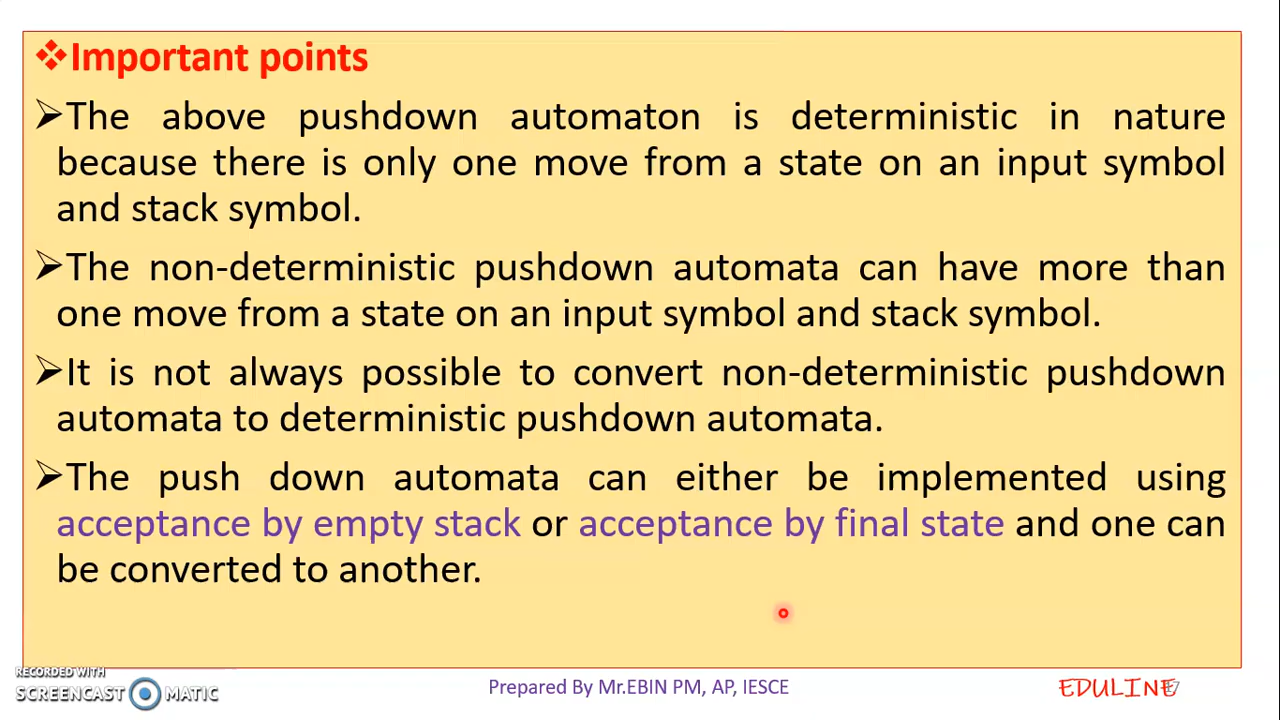 ❖Important points
➢The above pushdown automaton is deterministic in nature
because there is only one move from a state on an input symbol
and stack symbol.
➢The non-deterministic pushdown automata can have more than
one move from a state on an input symbol and stack symbol.
➢It is not always possible to convert non-deterministic pushdown
automata to deterministic pushdown automata.
➢The push down automata can either be implemented using
acceptance by empty stack or acceptance by final state and one can
be converted to another.
RECORDED WITH
SCREENCAST MATIC
Prepared By Mr.EBIN PM, AP, IESCE
EDULINE